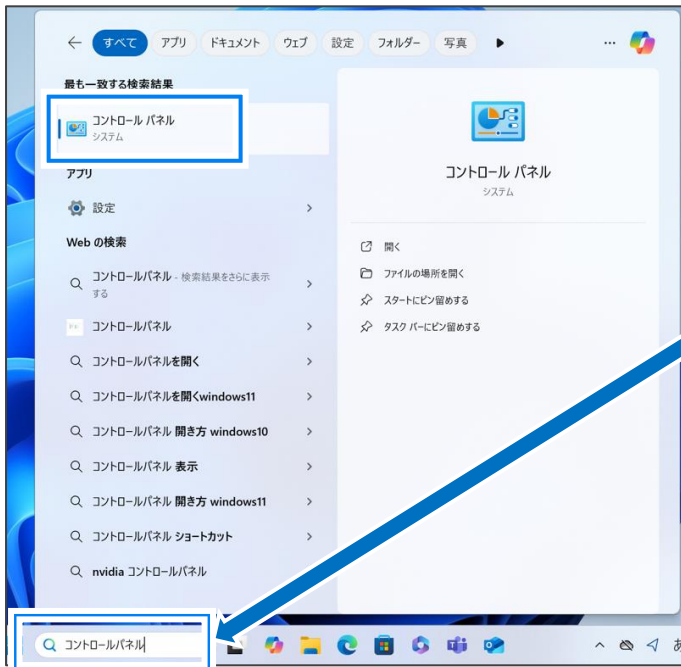 すべて アプリ ドキュメント ウェブ 設定 フォルダー 写真 ▶ …
最も一致する検索結果
コントロール パネル
システム
アプリ
設定
Web の検索
コントロールパネル - 検索結果をさらに表示
する
コントロールパネル
コントロールパネルを開く
コントロールパネルを開くwindows11
コントロールパネル 開き方 windows10
コントロールパネル 表示
コントロールパネル 開き方 windows11
コントロールパネル ショートカット
nvidia コントロールパネル
コントロール パネル
システム
開く
ファイルの場所を開く
スタートにピン留めする
タスク バーにピン留めする
コントロールパネル
あ